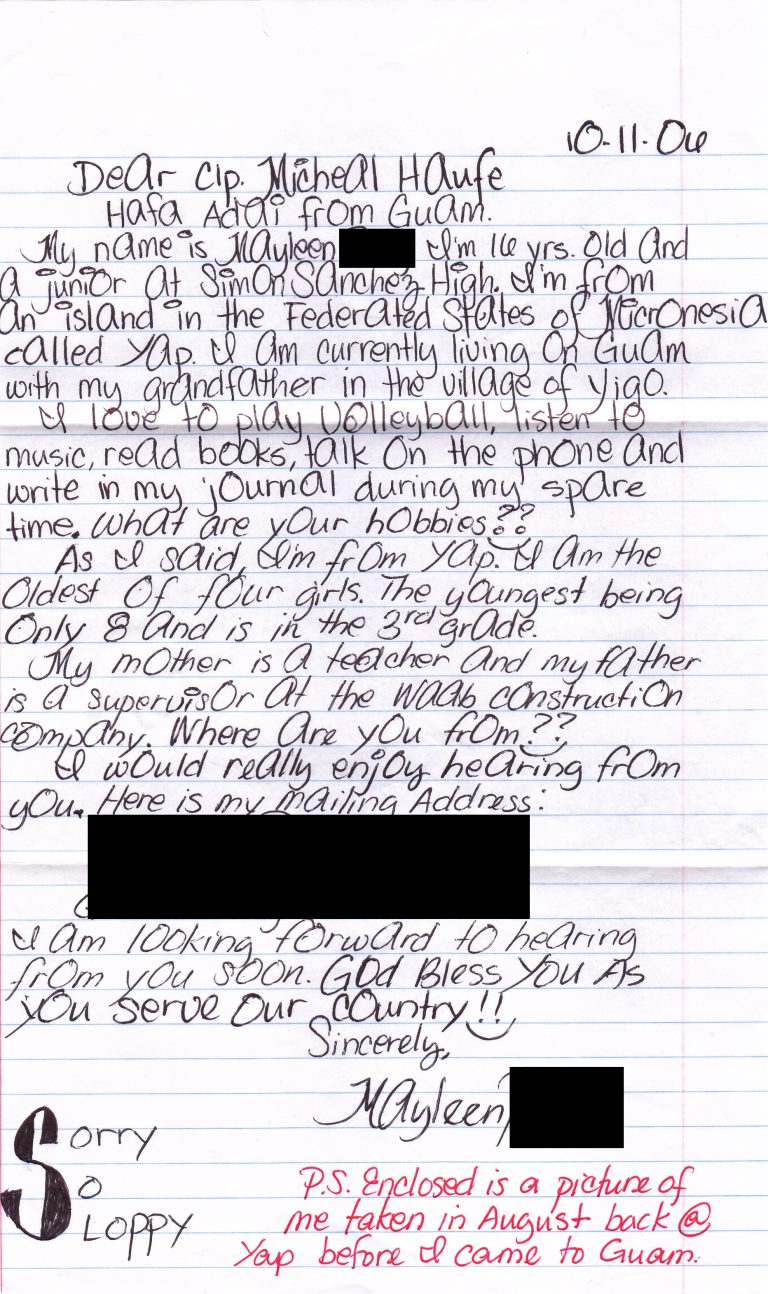 10-11-06
Dear Clp. Micheal Haufe
Hafa Adai from Guam.
My name is Mayleen I'm 16 yrs. old and
a junior at Simon Sanchez High. I'm from
an island in the Federated States of Micronesia
called Yap. I am currently living on Guam
with my grandfather in the village of Yigo.
I love to play volleyball, listen to
music, read books, talk on the phone and
write in my journal during my spare
time. What are your hobbies??
As I said, I'm from Yap. I am the
oldest of four girls. The youngest being
only 8 and is in the 3rd grade.
My mother is a teacher and my father
is a supervisor at the Waab construction
company. Where are you from??
I would really enjoy hearing from
you. Here is my mailing Address:
I am looking forward to hearing
from you soon. God Bless You As
you serve our country!!
Sincerely,
Mayleen
Sorry
So
Sloppy
P.S. Enclosed is a picture of
me taken in August back @
Yap before I came to Guam.